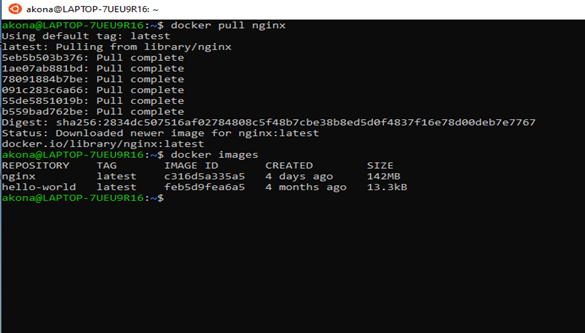 akona@LAPTOP-7UEU9R16: ~
akona@LAPTOP-7UEU9R16:~$ docker pull nginx
Using default tag: latest
latest: Pulling from library/nginx
5eb5b503b376: Pull complete
1ae07ab881bd: Pull complete
78091884b7be: Pull complete
091c283c6a66: Pull complete
55de5851019b: Pull complete
b559bad762be: Pull complete
Digest: sha256:2834dc507516af02784808c5f48b7cbe38b8ed5d0f4837f16e78d00deb7e7767
Status: Downloaded newer image for nginx:latest
docker.io/library/nginx:latest
akona@LAPTOP-7UEU9R16:~$ docker images
REPOSITORY TAG IMAGE ID CREATED SIZE
nginx latest c316d5a335a5 4 days ago 142MB
hello-world latest feb5d9fea6a5 4 months ago 13.3kB
akona@LAPTOP-7UEU9R16:~$